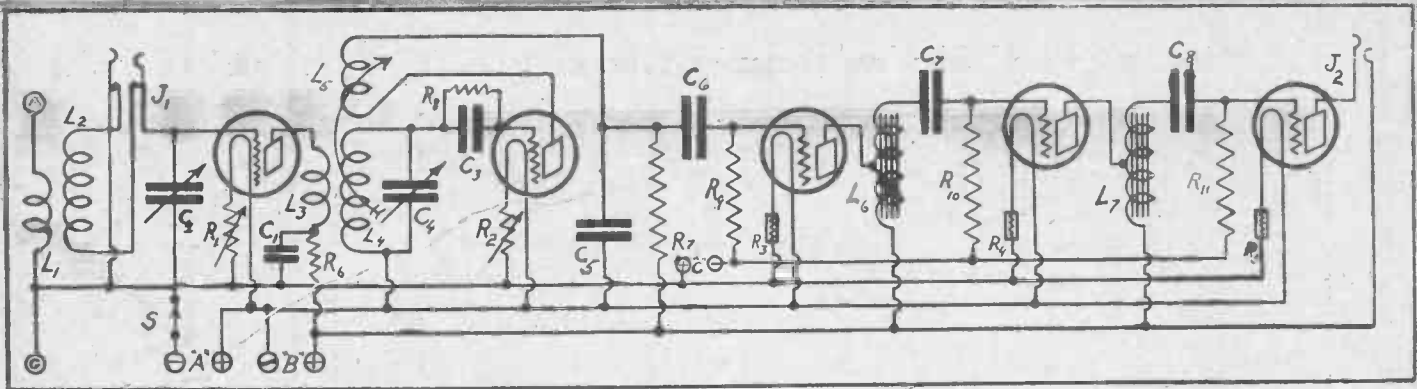 A
L2
J1
C2
L1
R1
L3
C1
R6
L5
R8
C3
L4
C4
R2
C5
C6
R7
R9
R3
⊕"C"⊖
L6
C7
R10
R4
L7
C8
R11
J2
S
⊖"A"⊕ ⊖"B"⊕